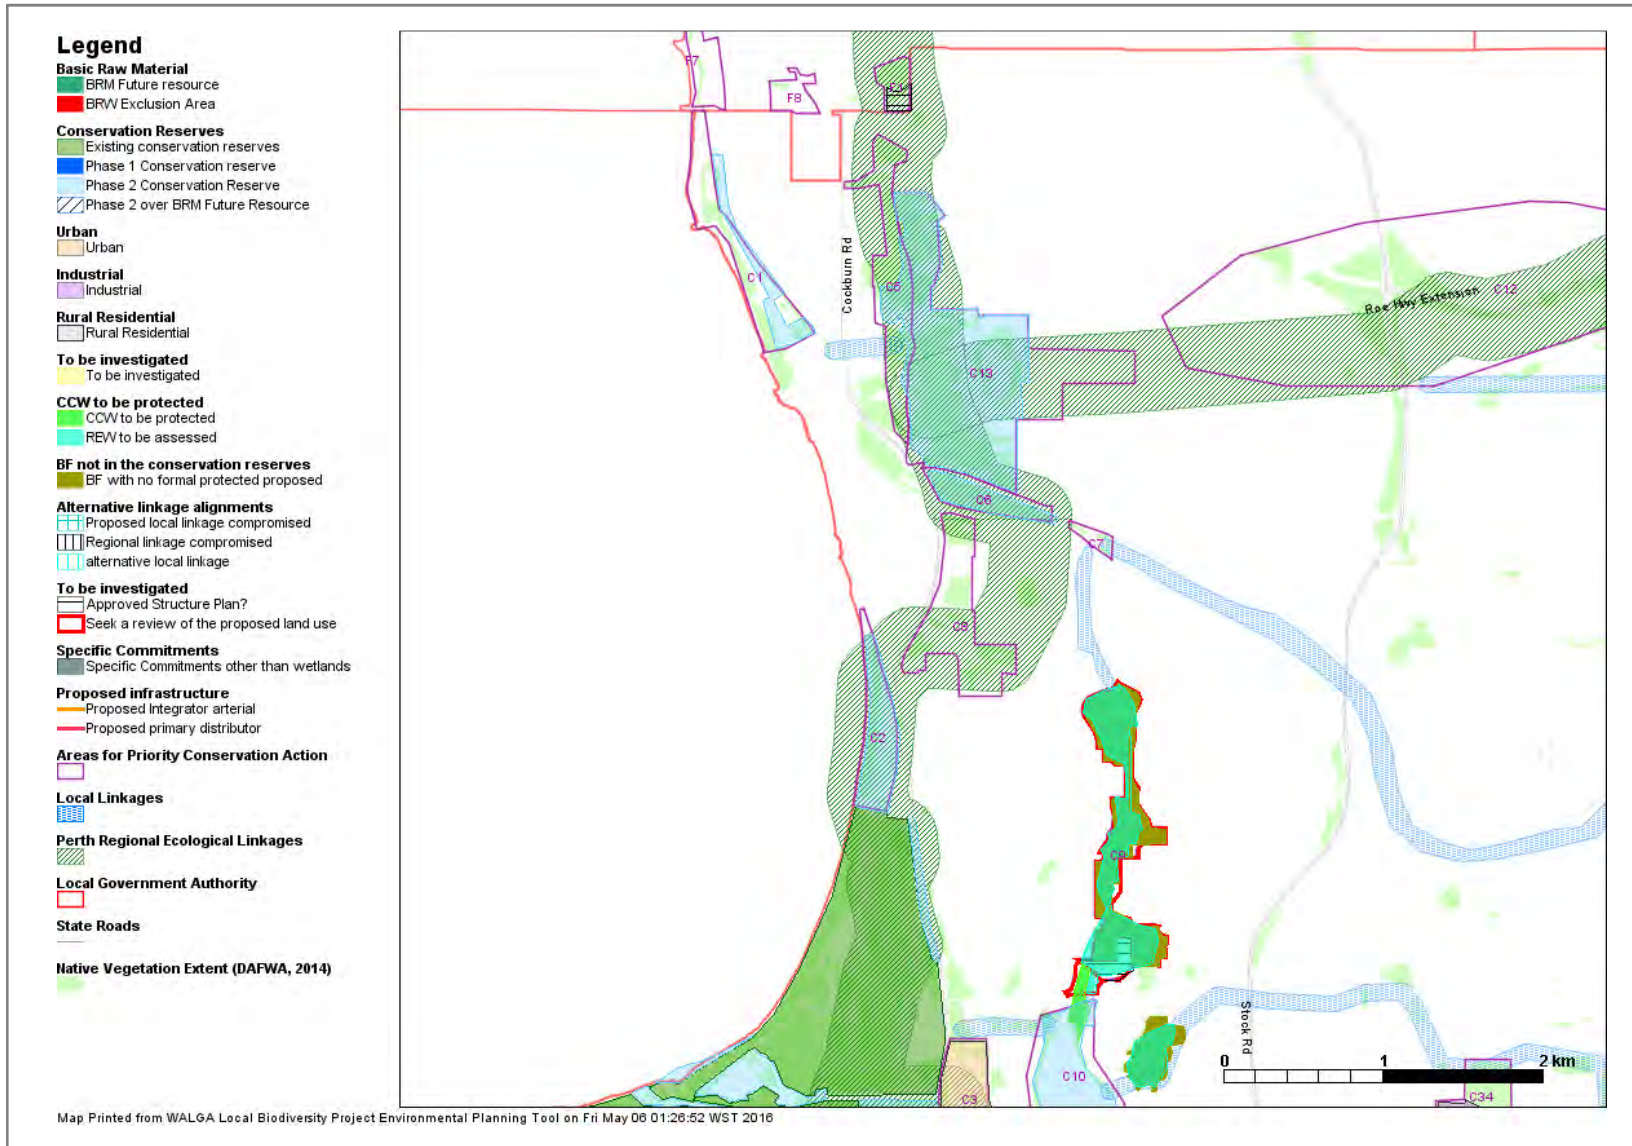 Legend
Basic Raw Material
BRM Future resource
BRW Exclusion Area
Conservation Reserves
Existing conservation reserves
Phase 1 Conservation reserve
Phase 2 Conservation Reserve
Phase 2 over BRM Future Resource
Urban
Urban
Industrial
Industrial
Rural Residential
Rural Residential
To be investigated
To be investigated
CCW to be protected
CCW to be protected
REW to be assessed
BF not in the conservation reserves
BF with no formal protected proposed
Alternative linkage alignments
Proposed local linkage compromised
Regional linkage compromised
alternative local linkage
To be investigated
Approved Structure Plan?
Seek a review of the proposed land use
Specific Commitments
Specific Commitments other than wetlands
Proposed infrastructure
Proposed Integrator arterial
Proposed primary distributor
Areas for Priority Conservation Action
Local Linkages
Perth Regional Ecological Linkages
Local Government Authority
State Roads
Native Vegetation Extent (DAFWA, 2014)
F7
F8
C1
Cockburn Rd
C5
Roe Hwy Extension
C12
C13
C6
C7
C8
C2
C9
Stock Rd
C10
C3
C34
0 1 2 km
Map Printed from WALGA Local Biodiversity Project Environmental Planning Tool on Fri May 06 01:26:52 WST 2016